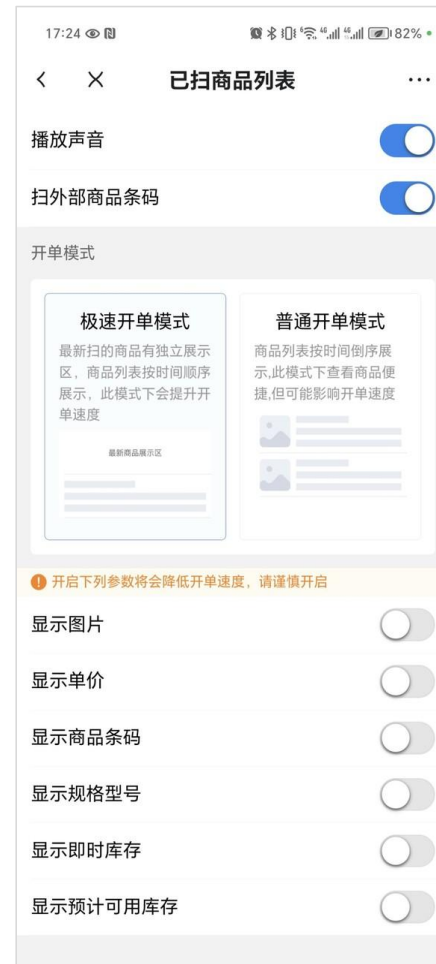 17:24
82%
已扫商品列表
播放声音
扫外部商品条码
开单模式
极速开单模式
最新扫的商品有独立展示
区，商品列表按时间顺序
展示，此模式下会提升开
单速度
最新商品展示区
普通开单模式
商品列表按时间倒序展
示,此模式下查看商品便
捷,但可能影响开单速度
开启下列参数将会降低开单速度，请谨慎开启
显示图片
显示单价
显示商品条码
显示规格型号
显示即时库存
显示预计可用库存